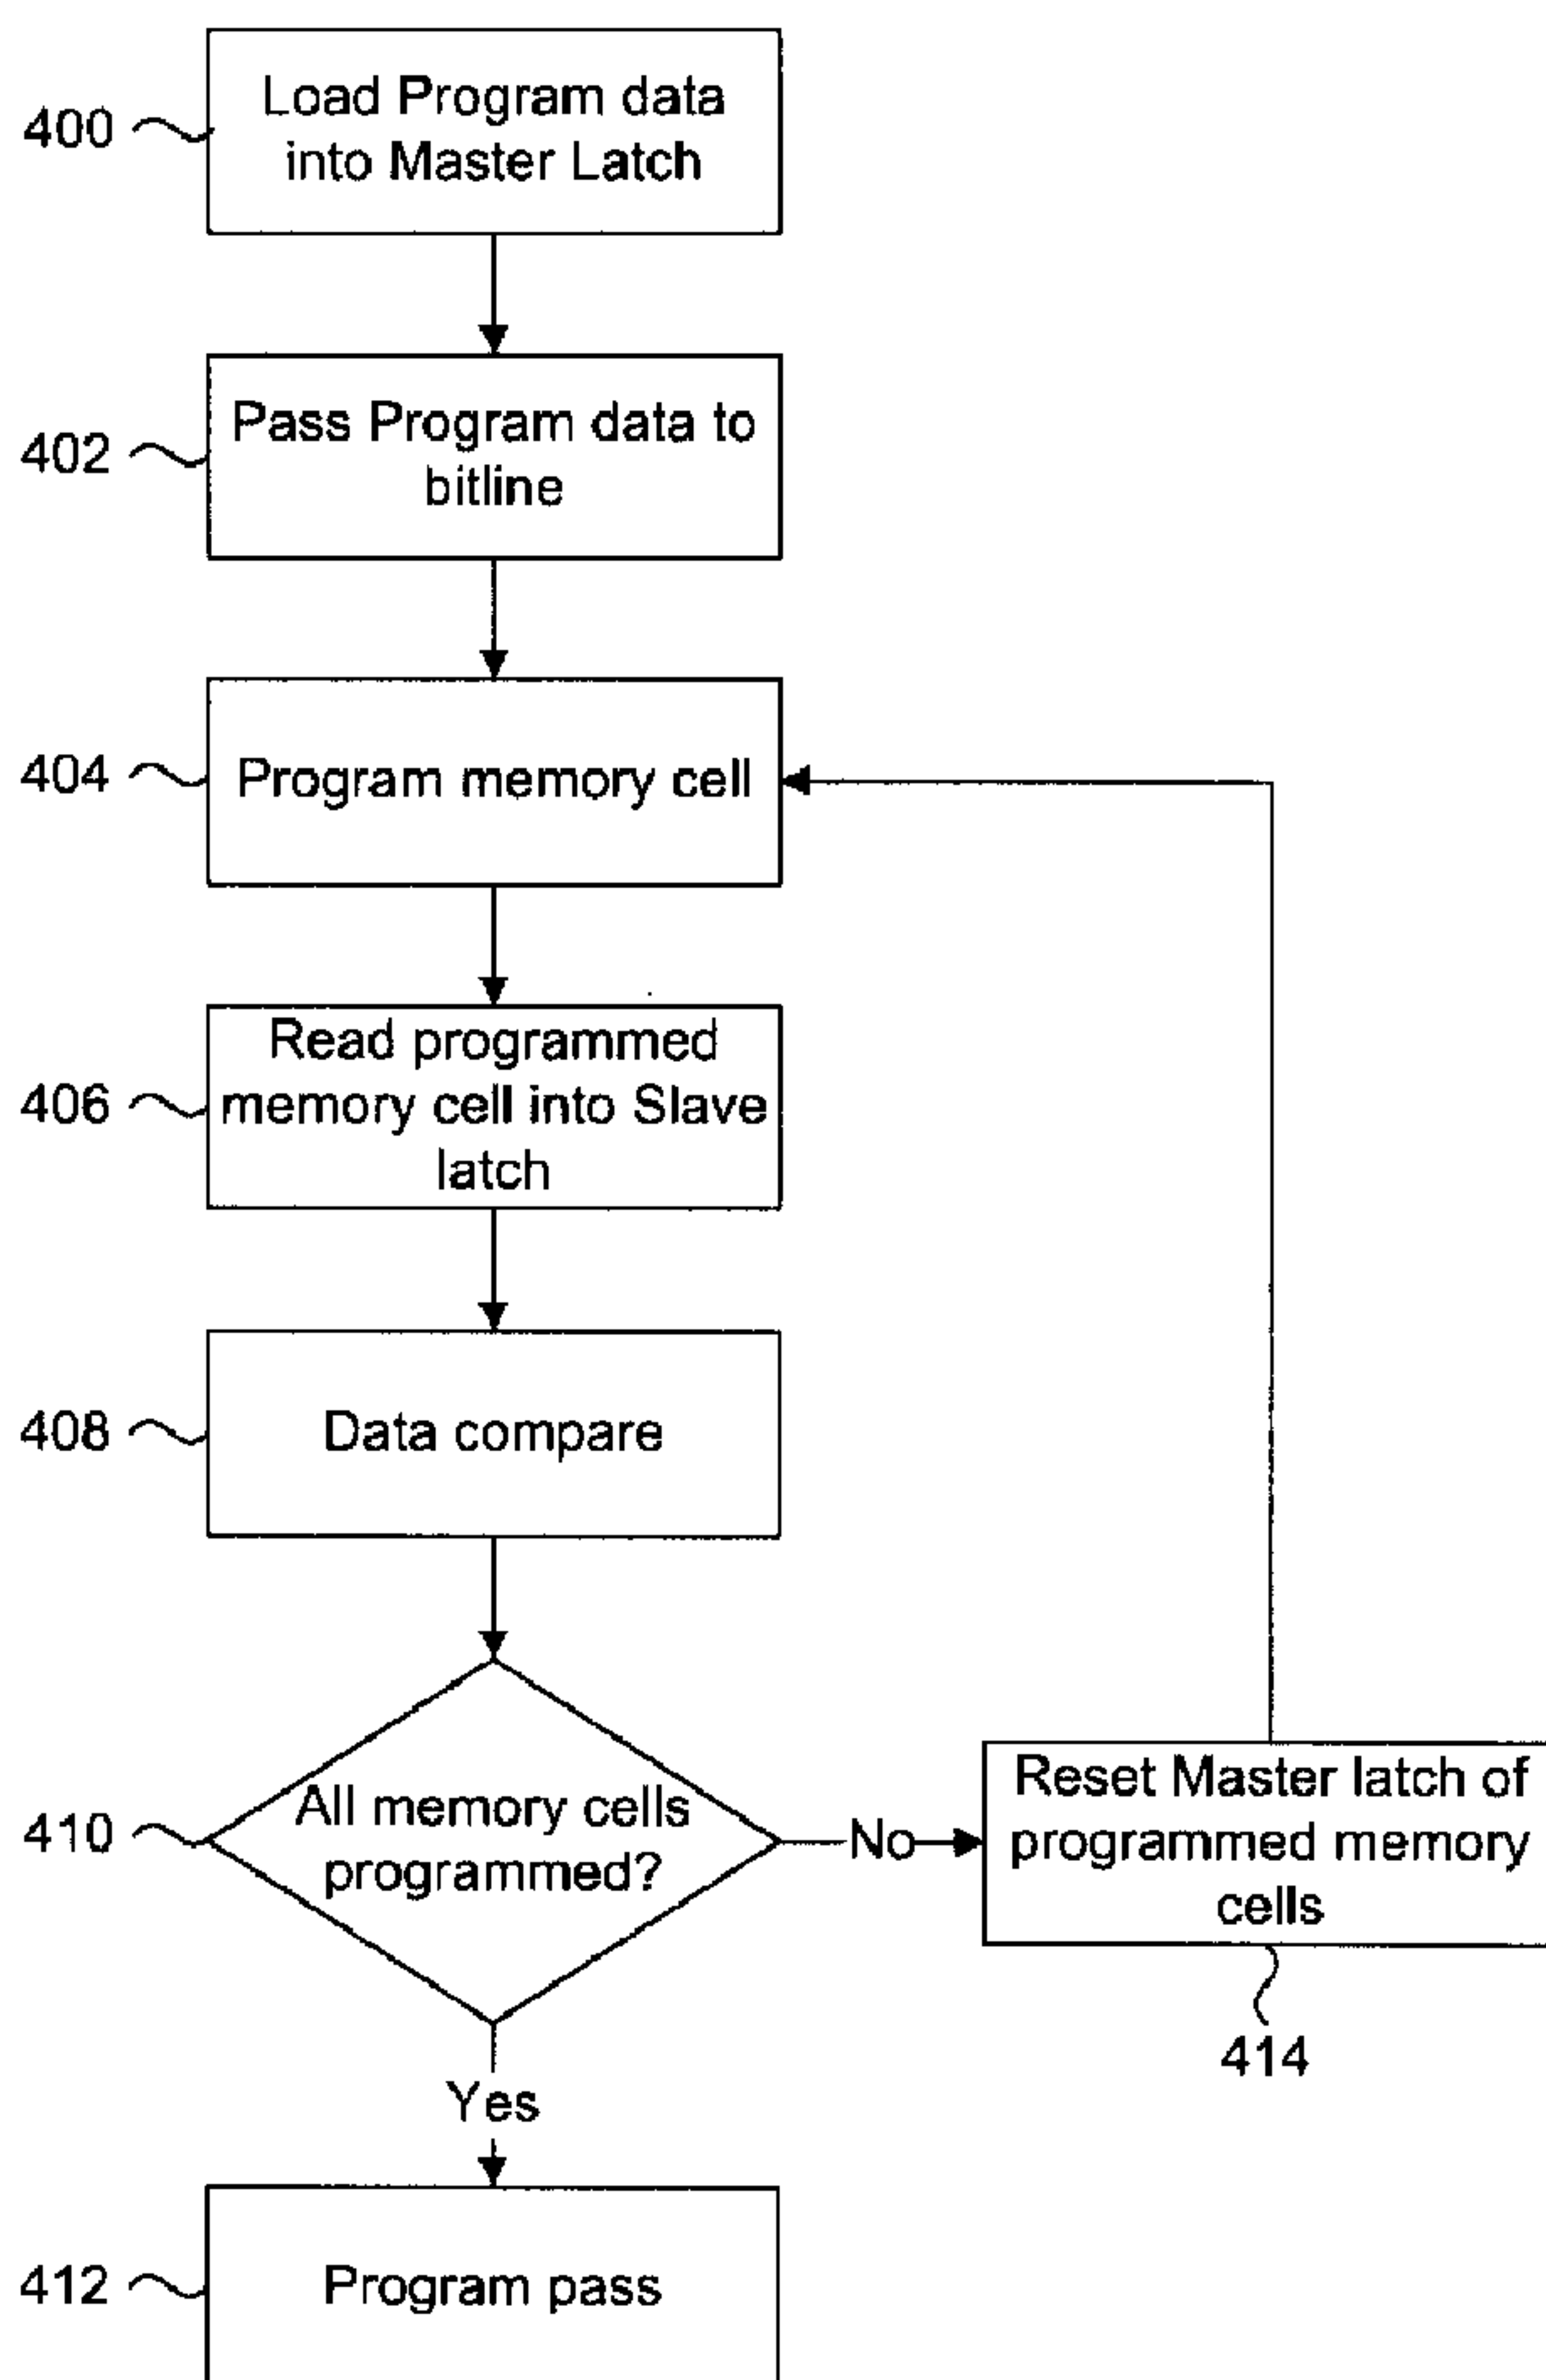 400
Load Program data
into Master Latch
402
Pass Program data to
bitline
404
Program memory cell
406
Read programmed
memory cell into Slave
latch
408
Data compare
410
All memory cells
programmed?
No
Reset Master latch of
programmed memory
cells
414
Yes
412
Program pass